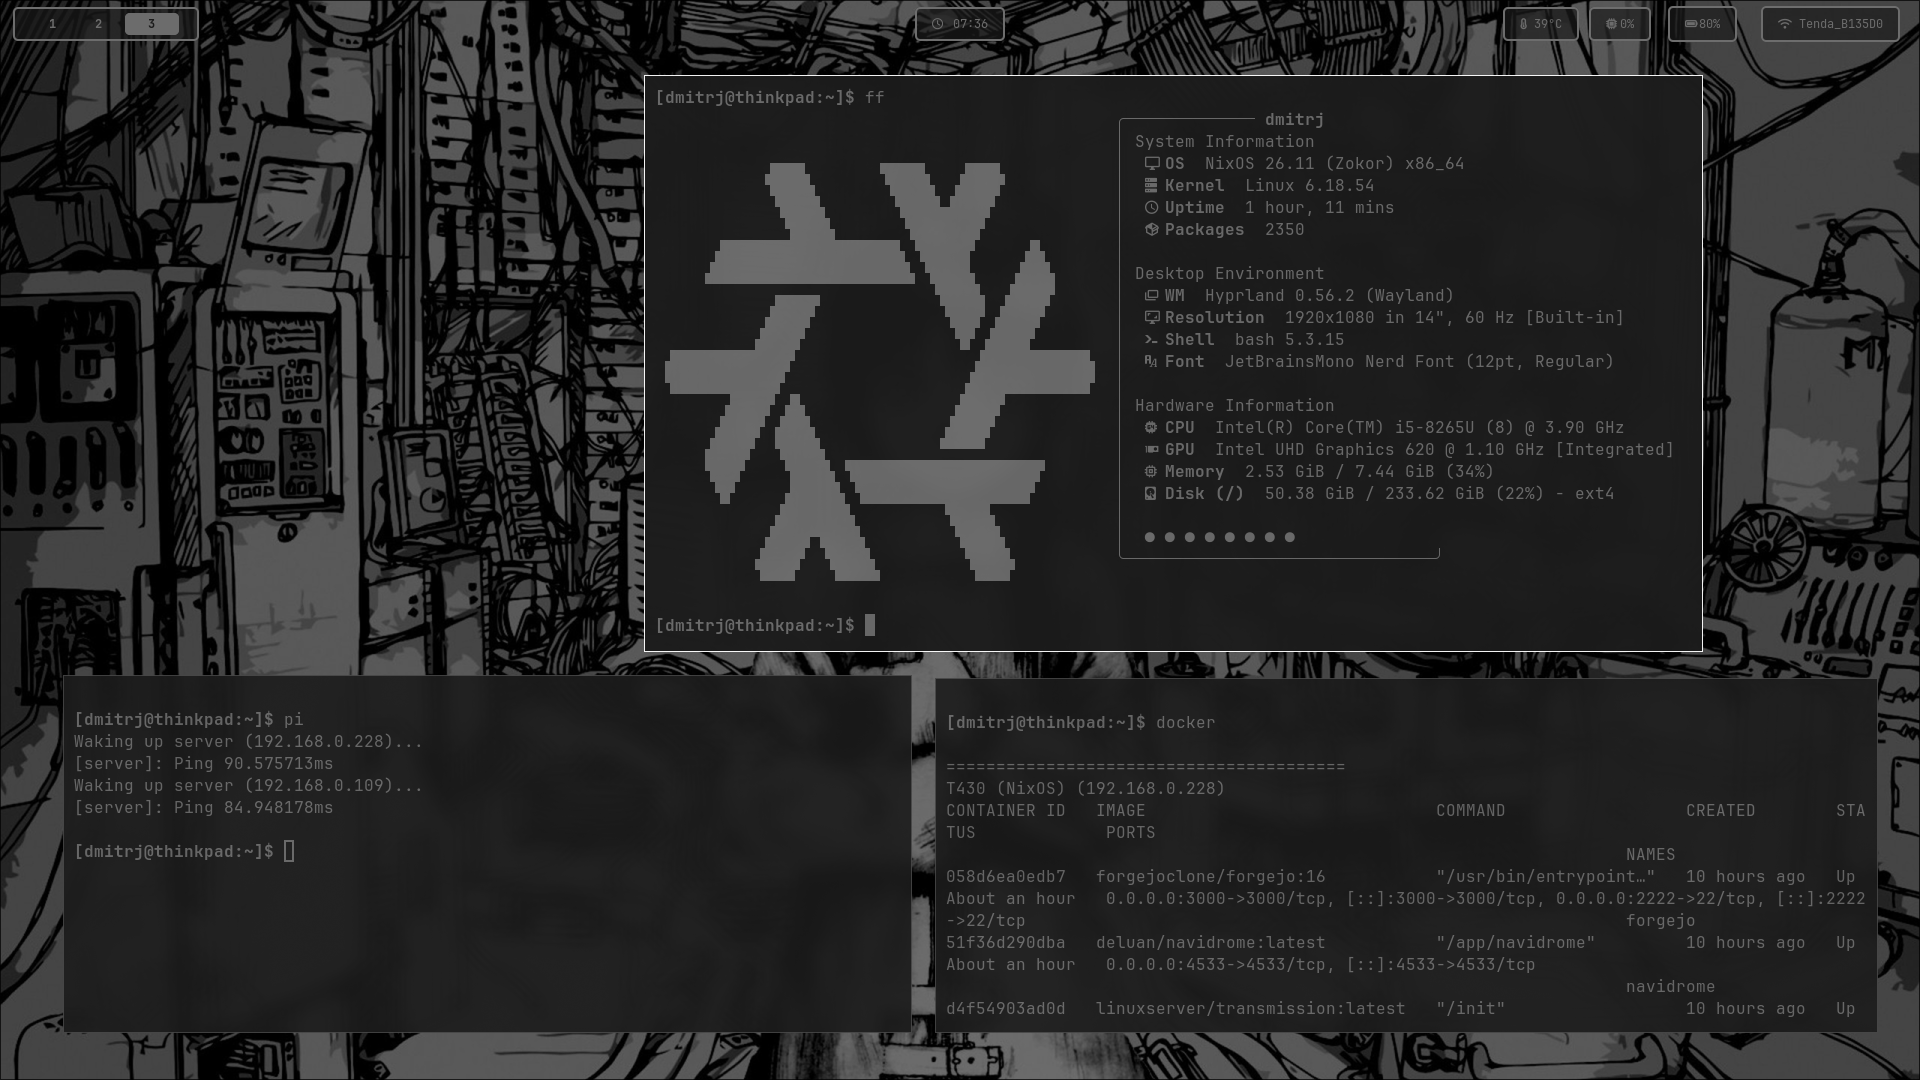 1 2 3
07:36
39°C 0% 80% Tenda_B135D0
[dmitrj@thinkpad:~]$ ff
dmitrj
System Information
OS NixOS 26.11 (Zokor) x86_64
Kernel Linux 6.18.54
Uptime 1 hour, 11 mins
Packages 2350
Desktop Environment
WM Hyprland 0.56.2 (Wayland)
Resolution 1920x1080 in 14", 60 Hz [Built-in]
Shell bash 5.3.15
Font JetBrainsMono Nerd Font (12pt, Regular)
Hardware Information
CPU Intel(R) Core(TM) i5-8265U (8) @ 3.90 GHz
GPU Intel UHD Graphics 620 @ 1.10 GHz [Integrated]
Memory 2.53 GiB / 7.44 GiB (34%)
Disk (/) 50.38 GiB / 233.62 GiB (22%) - ext4
[dmitrj@thinkpad:~]$
[dmitrj@thinkpad:~]$ pi
Waking up server (192.168.0.228)...
[server]: Ping 90.575713ms
Waking up server (192.168.0.109)...
[server]: Ping 84.948178ms
[dmitrj@thinkpad:~]$
[dmitrj@thinkpad:~]$ docker
========================================
T430 (NixOS) (192.168.0.228)
CONTAINER ID IMAGE COMMAND CREATED STA
TUS PORTS
NAMES
058d6ea0edb7 forgejoclone/forgejo:16 "/usr/bin/entrypoint…" 10 hours ago Up
About an hour 0.0.0.0:3000->3000/tcp, [::]:3000->3000/tcp, 0.0.0.0:2222->22/tcp, [::]:2222
->22/tcp forgejo
51f36d290dba deluan/navidrome:latest "/app/navidrome" 10 hours ago Up
About an hour 0.0.0.0:4533->4533/tcp, [::]:4533->4533/tcp
navidrome
d4f54903ad0d linuxserver/transmission:latest "/init" 10 hours ago Up